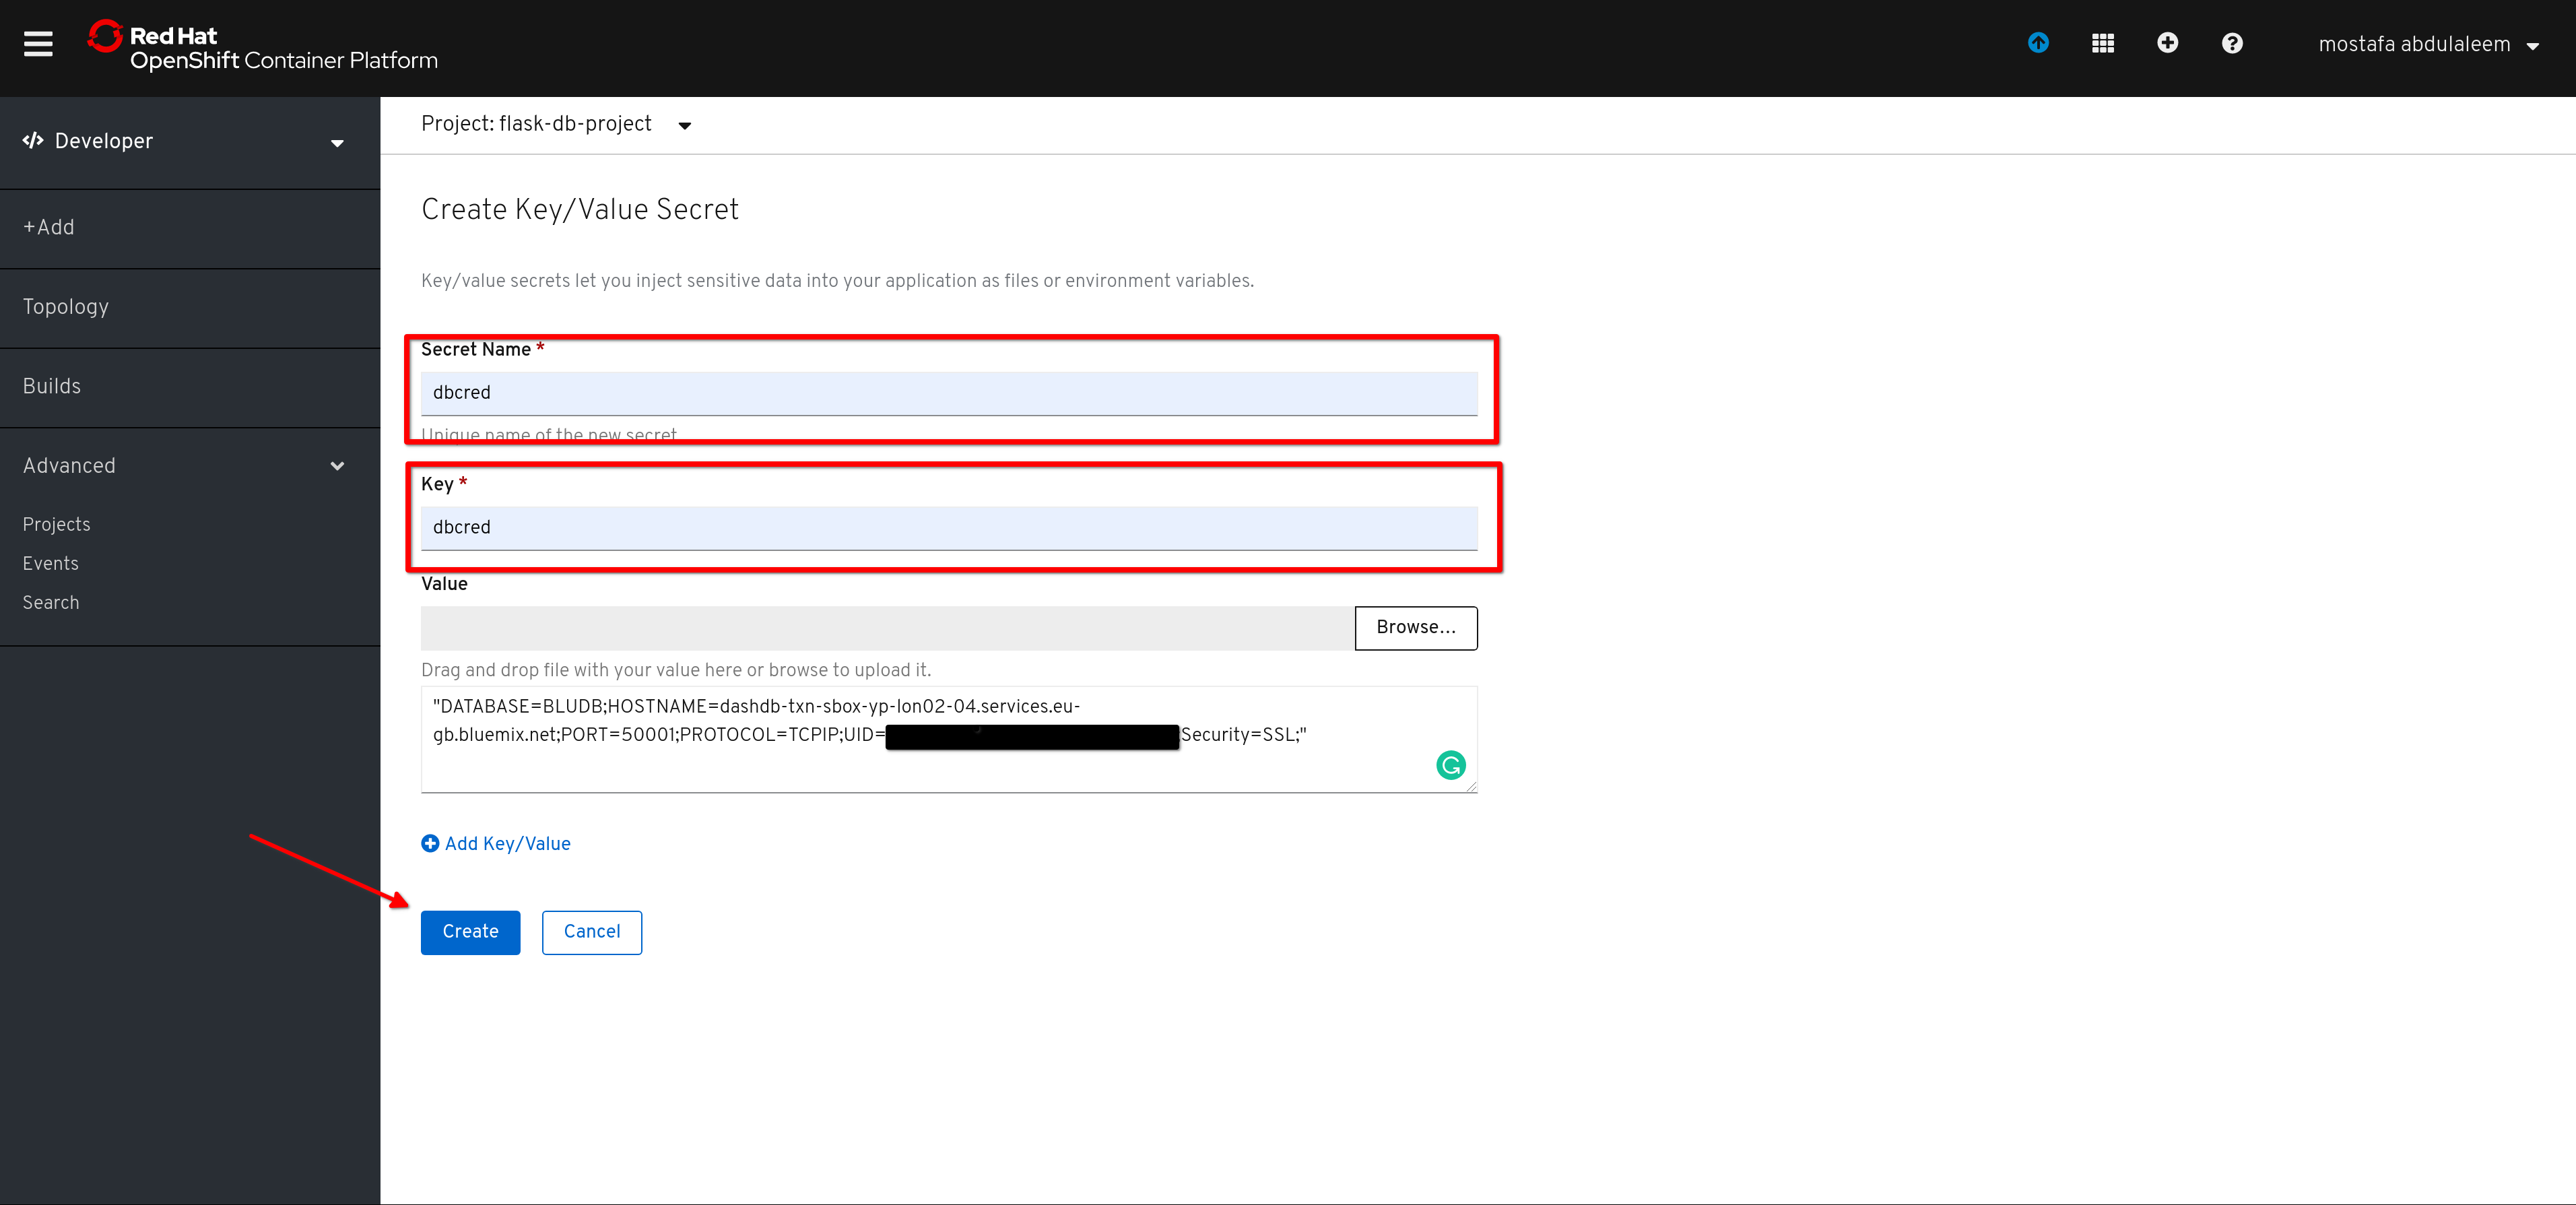 Red Hat
OpenShift Container Platform
mostafa abdulaleem
Developer
+Add
Topology
Builds
Advanced
Projects
Events
Search
Project: flask-db-project
Create Key/Value Secret
Key/value secrets let you inject sensitive data into your application as files or environment variables.
Secret Name *
dbcred
Unique name of the new secret
Key *
dbcred
Value
Browse...
Drag and drop file with your value here or browse to upload it.
"DATABASE=BLUDB;HOSTNAME=dashdb-txn-sbox-yp-lon02-04.services.eu-
gb.bluemix.net;PORT=50001;PROTOCOL=TCPIP;UID= Security=SSL;"
Add Key/Value
Create
Cancel